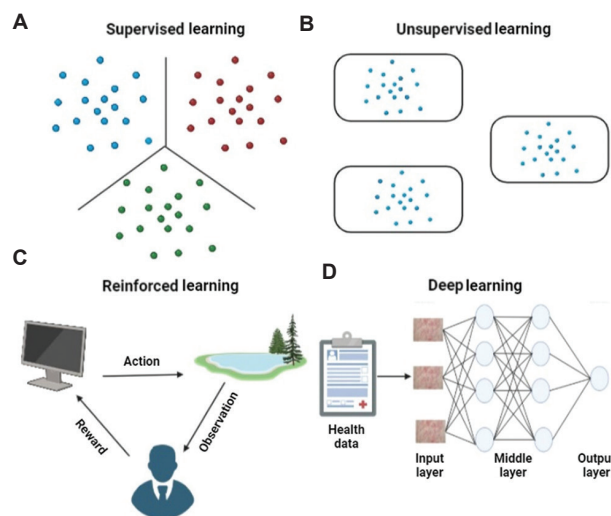 A
Supervised learning
B
Unsupervised learning
C
Reinforced learning
Action
Observation
Reward
D
Deep learning
Health
data
Input
layer
Middle
layer
Outpu
layer